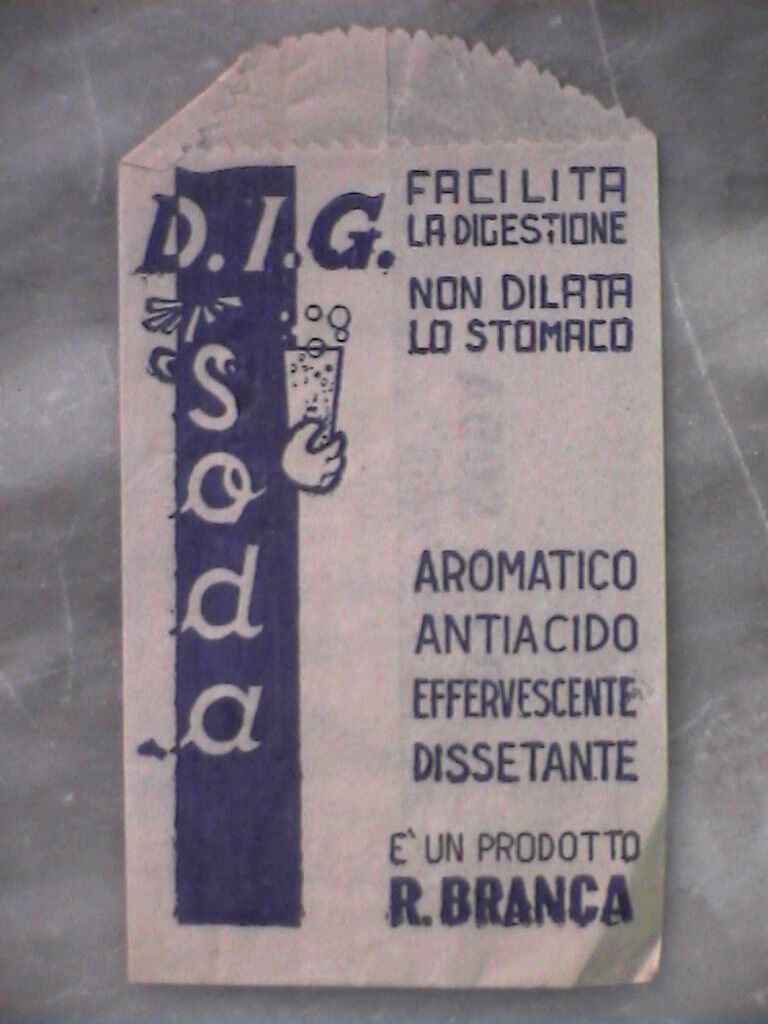 D.I.G.
soda
FACILITA
LA DIGESTIONE
NON DILATA
LO STOMACO
AROMATICO
ANTIACIDO
EFFERVESCENTE
DISSETANTE
E' UN PRODOTTO
R. BRANCA